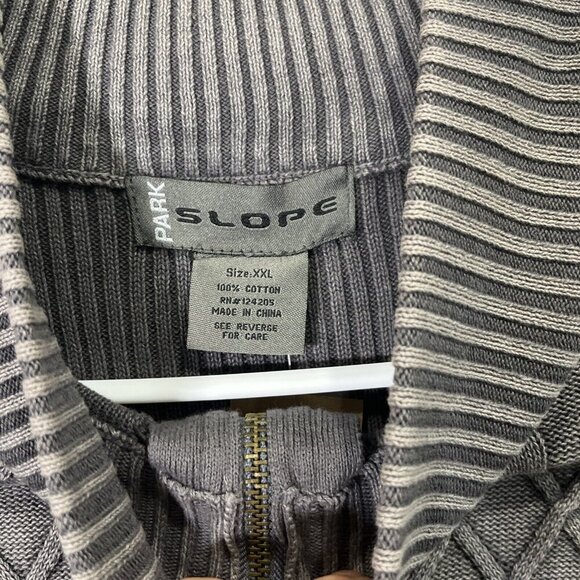 PARK SLOPE
Size:XXL
100% COTTON
RN#124205
MADE IN CHINA
SEE REVERSE
FOR CARE